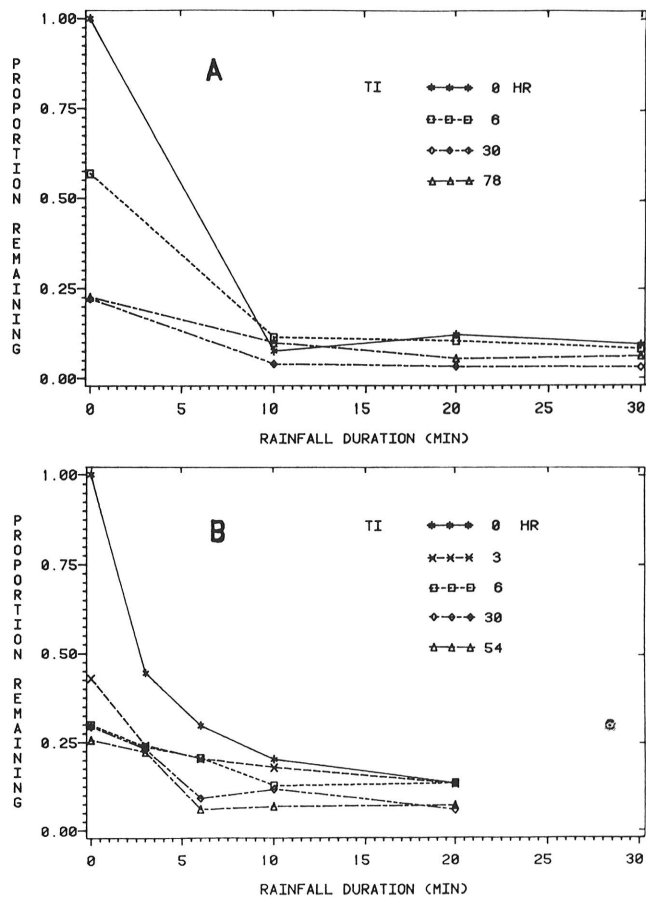 A
PROPORTION REMAINING
1.00
0.75
0.50
0.25
0.00
TI 0 HR
6
30
78
0 5 10 15 20 25 30
RAINFALL DURATION (MIN)
B
PROPORTION REMAINING
1.00
0.75
0.50
0.25
0.00
TI 0 HR
3
6
30
54
0 5 10 15 20 25 30
RAINFALL DURATION (MIN)